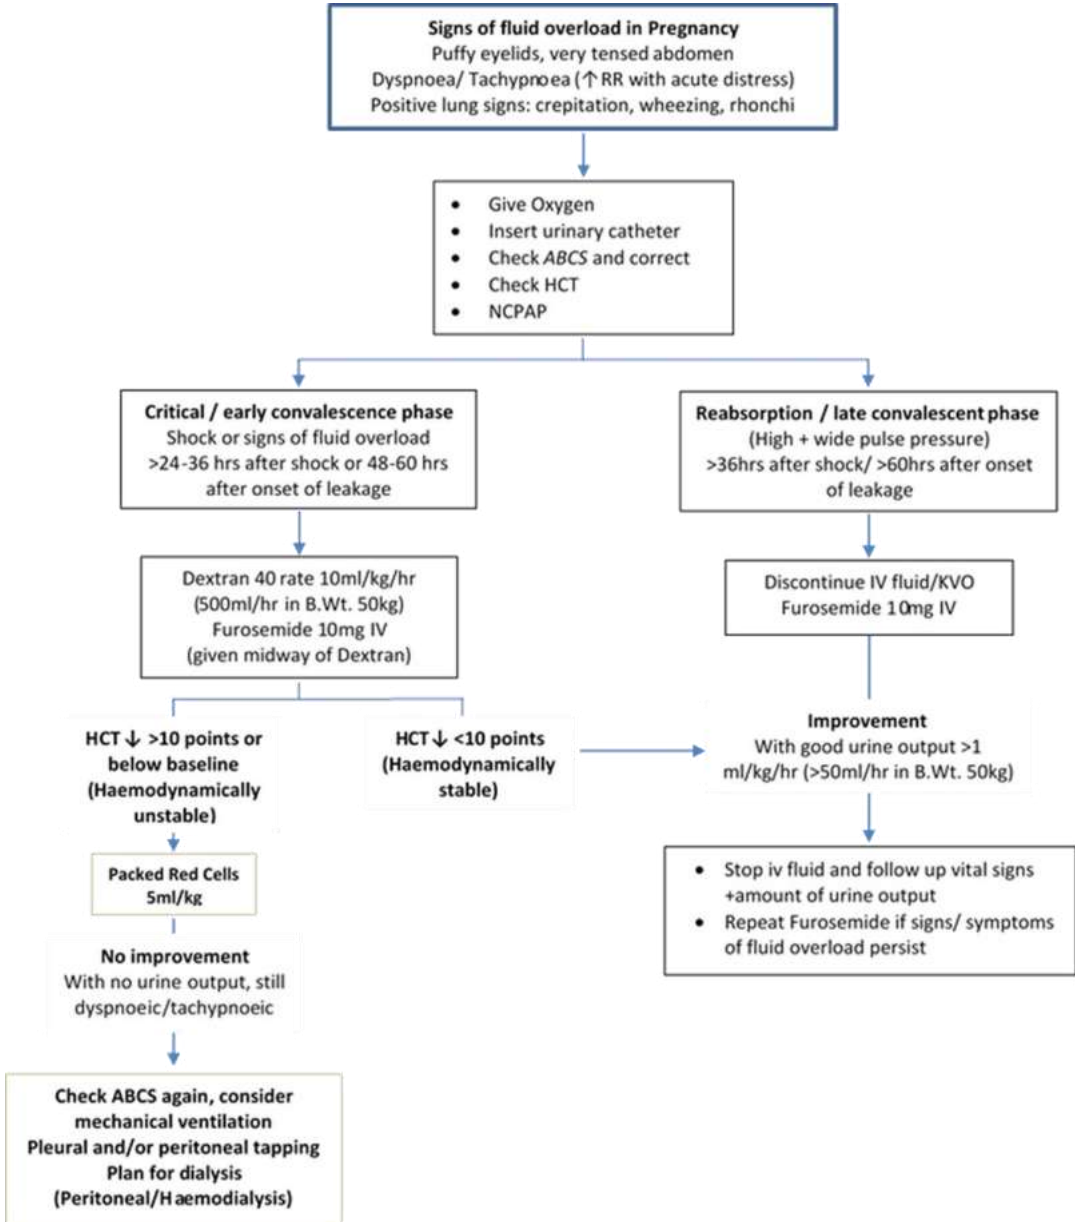 Signs of fluid overload in Pregnancy
Puffy eyelids, very tensed abdomen
Dyspnoea/ Tachypnoea (↑RR with acute distress)
Positive lung signs: crepitation, wheezing, rhonchi
• Give Oxygen
• Insert urinary catheter
• Check ABCS and correct
• Check HCT
• NCPAP
Critical / early convalescence phase
Shock or signs of fluid overload
>24-36 hrs after shock or 48-60 hrs
after onset of leakage
Reabsorption / late convalescent phase
(High + wide pulse pressure)
>36hrs after shock/ >60hrs after onset
of leakage
Dextran 40 rate 10ml/kg/hr
(500ml/hr in B.Wt. 50kg)
Furosemide 10mg IV
(given midway of Dextran)
Discontinue IV fluid/KVO
Furosemide 10mg IV
HCT ↓ >10 points or
below baseline
(Haemodynamically
unstable)
HCT ↓ <10 points
(Haemodynamically
stable)
Improvement
With good urine output >1
ml/kg/hr (>50ml/hr in B.Wt. 50kg)
Packed Red Cells
5ml/kg
• Stop iv fluid and follow up vital signs
+amount of urine output
• Repeat Furosemide if signs/ symptoms
of fluid overload persist
No improvement
With no urine output, still
dyspnoeic/tachypnoeic
Check ABCS again, consider
mechanical ventilation
Pleural and/or peritoneal tapping
Plan for dialysis
(Peritoneal/Haemodialysis)